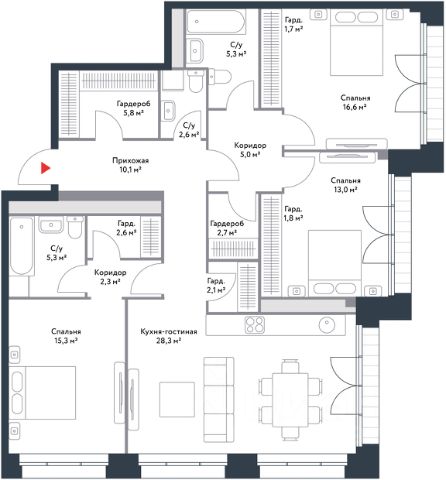 Гард.
1,7 м²
С/у
5,3 м²
Спальня
16,6 м²
Гардероб
5,8 м²
С/у
2,6 м²
Коридор
5,0 м²
Прихожая
10,1 м²
Спальня
13,0 м²
Гард.
1,8 м²
Гардероб
2,7 м²
Гард.
2,6 м²
С/у
5,3 м²
Коридор
2,3 м²
Гард.
2,1 м²
Спальня
15,3 м²
Кухня-гостиная
28,3 м²